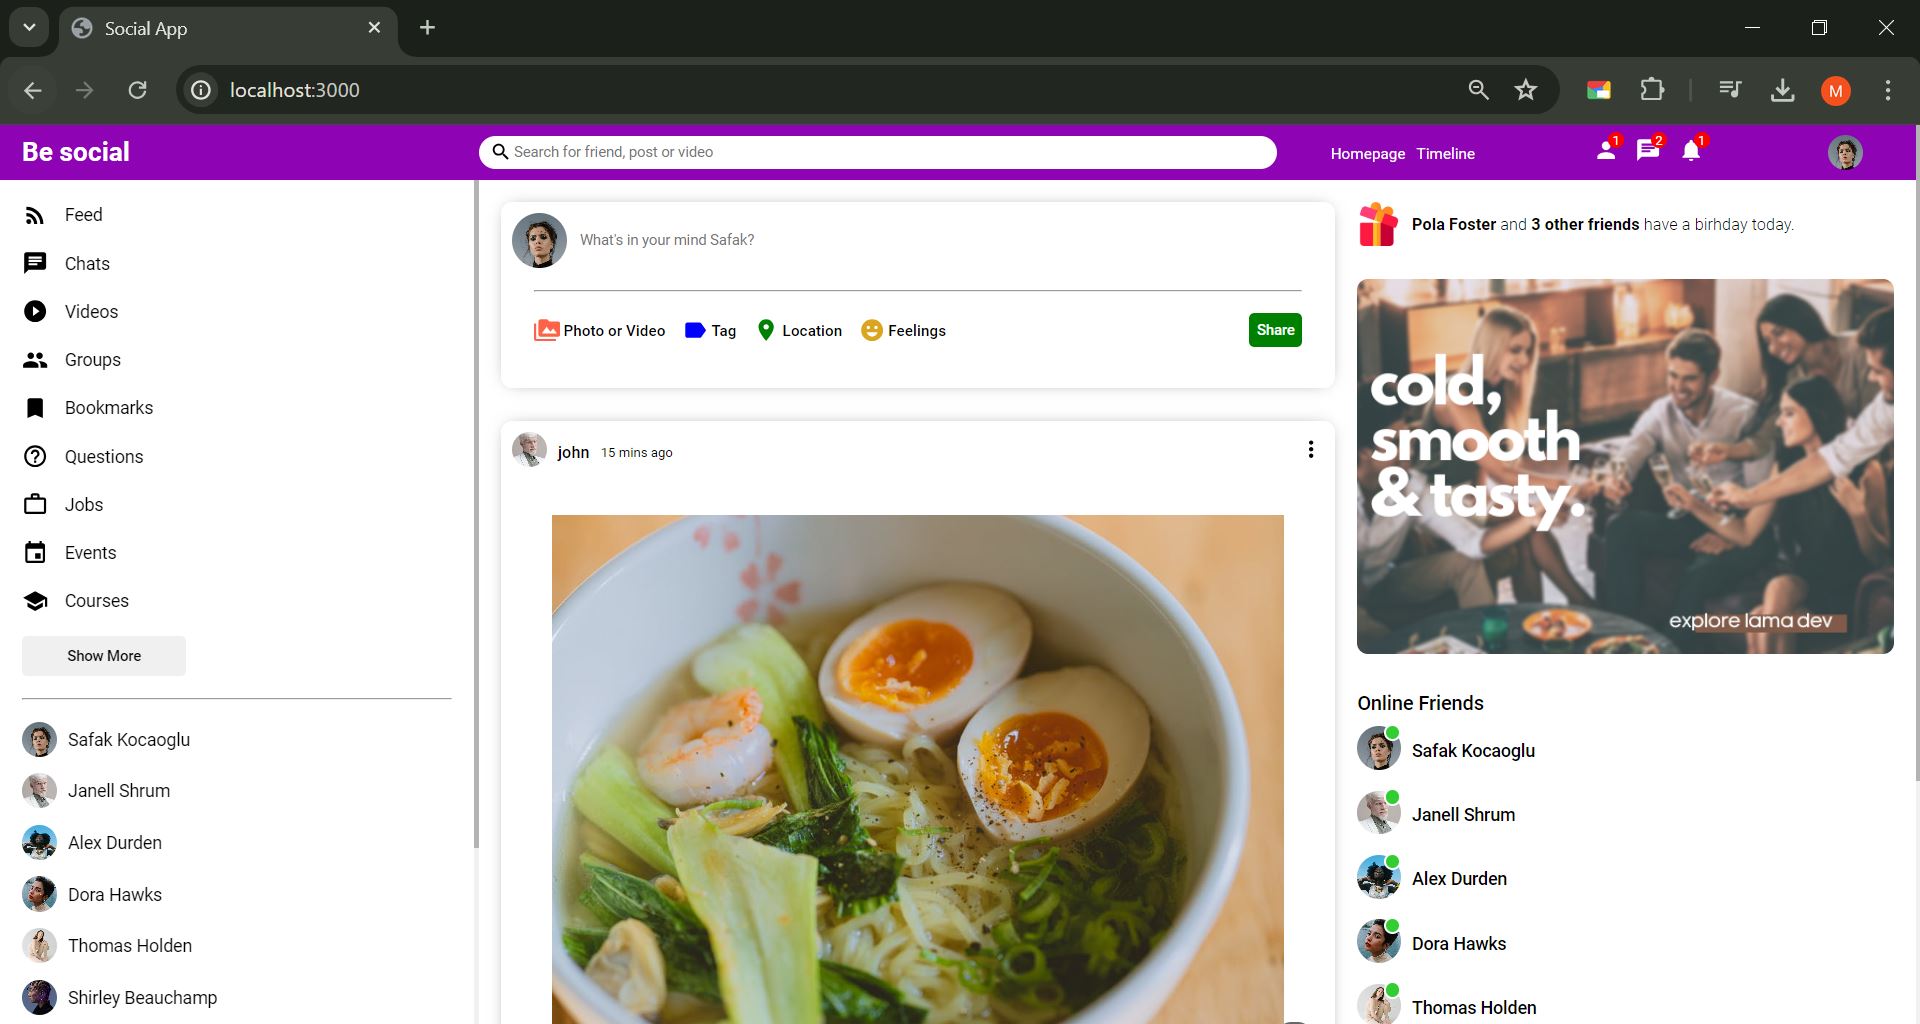 Social App
localhost:3000
M
Be social
Search for friend, post or video
Homepage Timeline
1
2
1
Feed
Chats
Videos
Groups
Bookmarks
Questions
Jobs
Events
Courses
Show More
Safak Kocaoglu
Janell Shrum
Alex Durden
Dora Hawks
Thomas Holden
Shirley Beauchamp
What's in your mind Safak?
Photo or Video Tag Location Feelings Share
john 15 mins ago
Pola Foster and 3 other friends have a birhday today.
cold,
smooth
& tasty.
explore lama dev
Online Friends
Safak Kocaoglu
Janell Shrum
Alex Durden
Dora Hawks
Thomas Holden